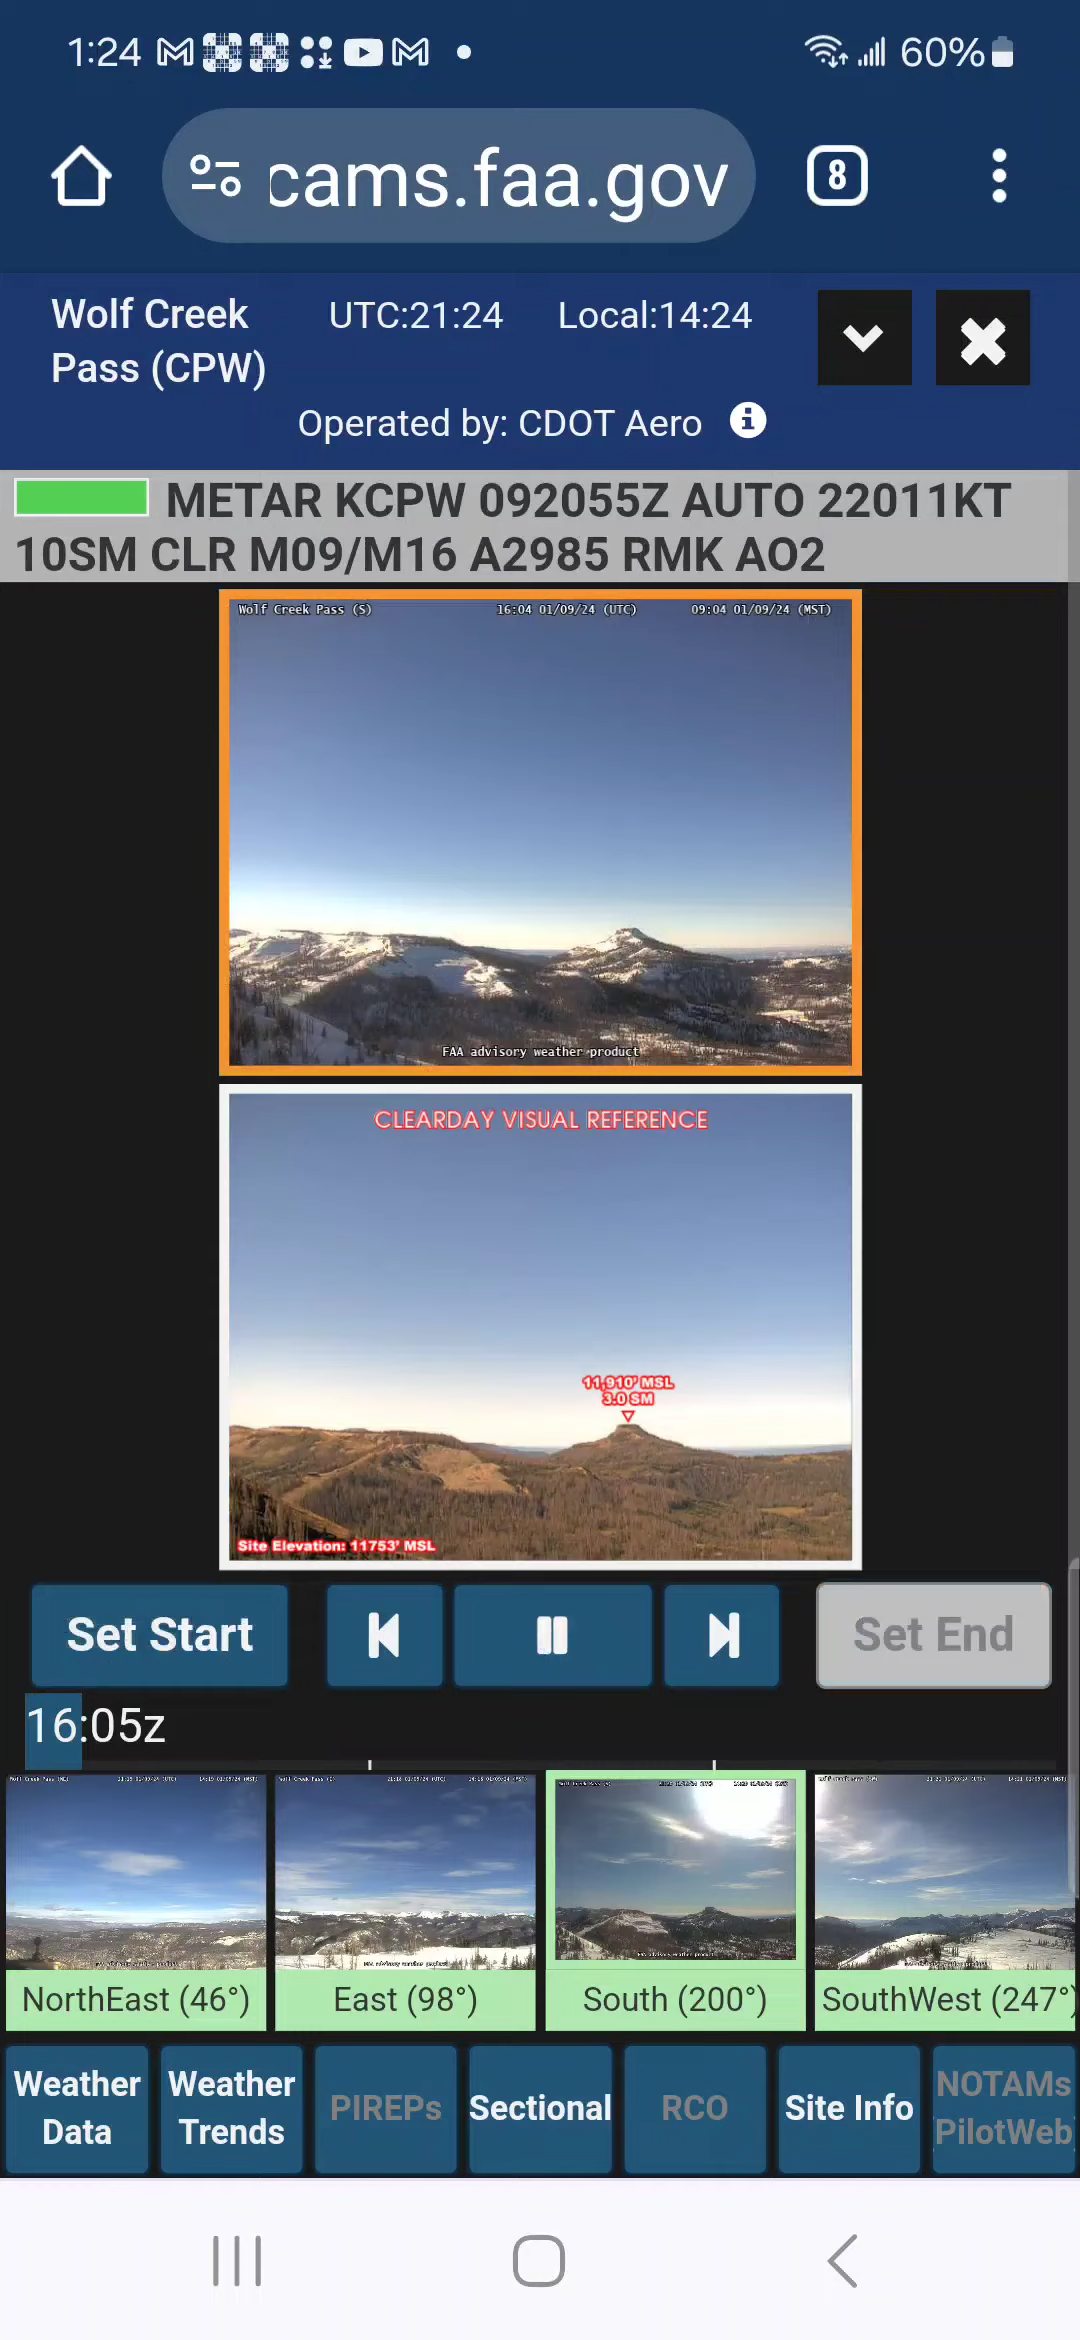 1:24
60%
cams.faa.gov
8
Wolf Creek
Pass (CPW)
UTC:21:24
Local:14:24
Operated by: CDOT Aero
METAR KCPW 092055Z AUTO 22011KT
10SM CLR M09/M16 A2985 RMK AO2
Wolf Creek Pass (S) 16:04 01/09/24 (UTC) 09:04 01/09/24 (MST)
FAA advisory weather product
CLEARDAY VISUAL REFERENCE
11,910' MSL
3.0 SM
Site Elevation: 11753' MSL
Set Start
Set End
16:05z
NorthEast (46°)
East (98°)
South (200°)
SouthWest (247°)
Weather
Data
Weather
Trends
PIREPs
Sectional
RCO
Site Info
NOTAMs
PilotWeb